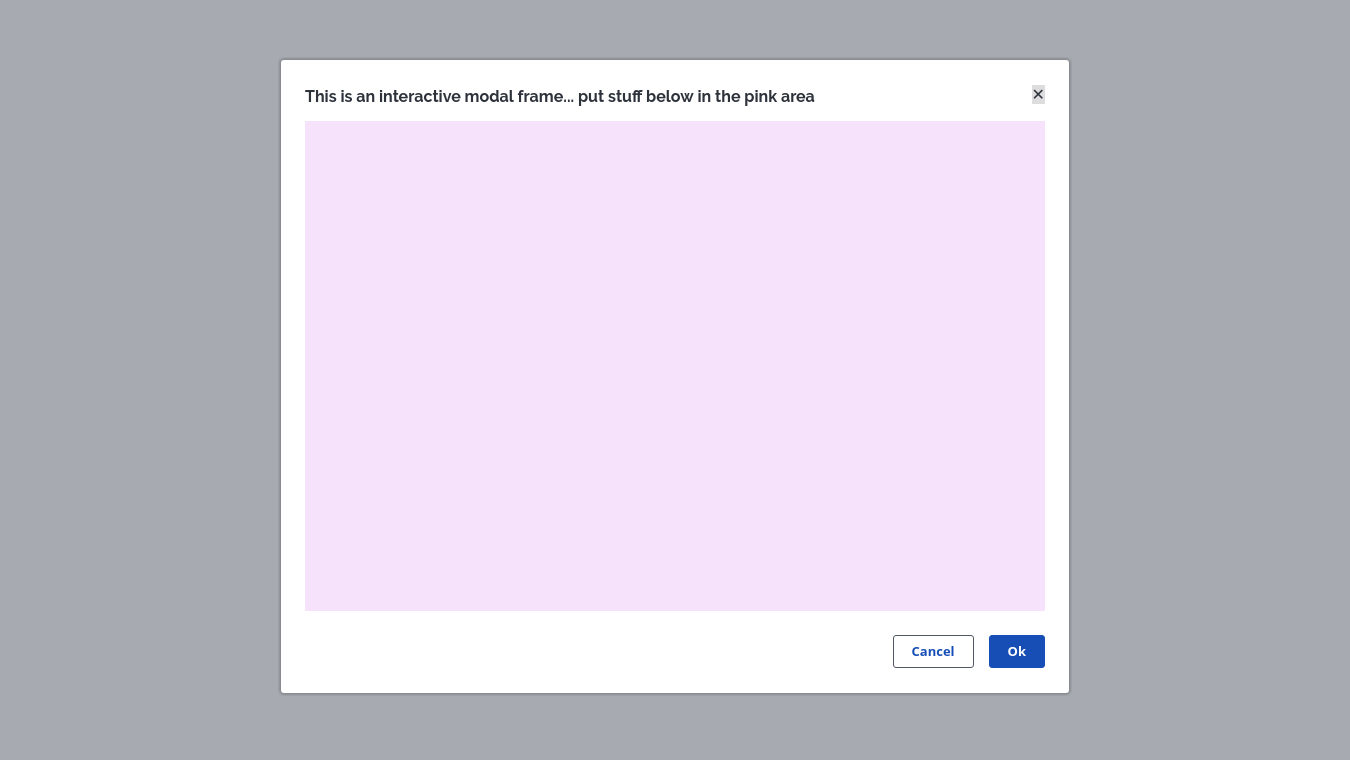 This is an interactive modal frame... put stuff below in the pink area
×
Cancel
Ok